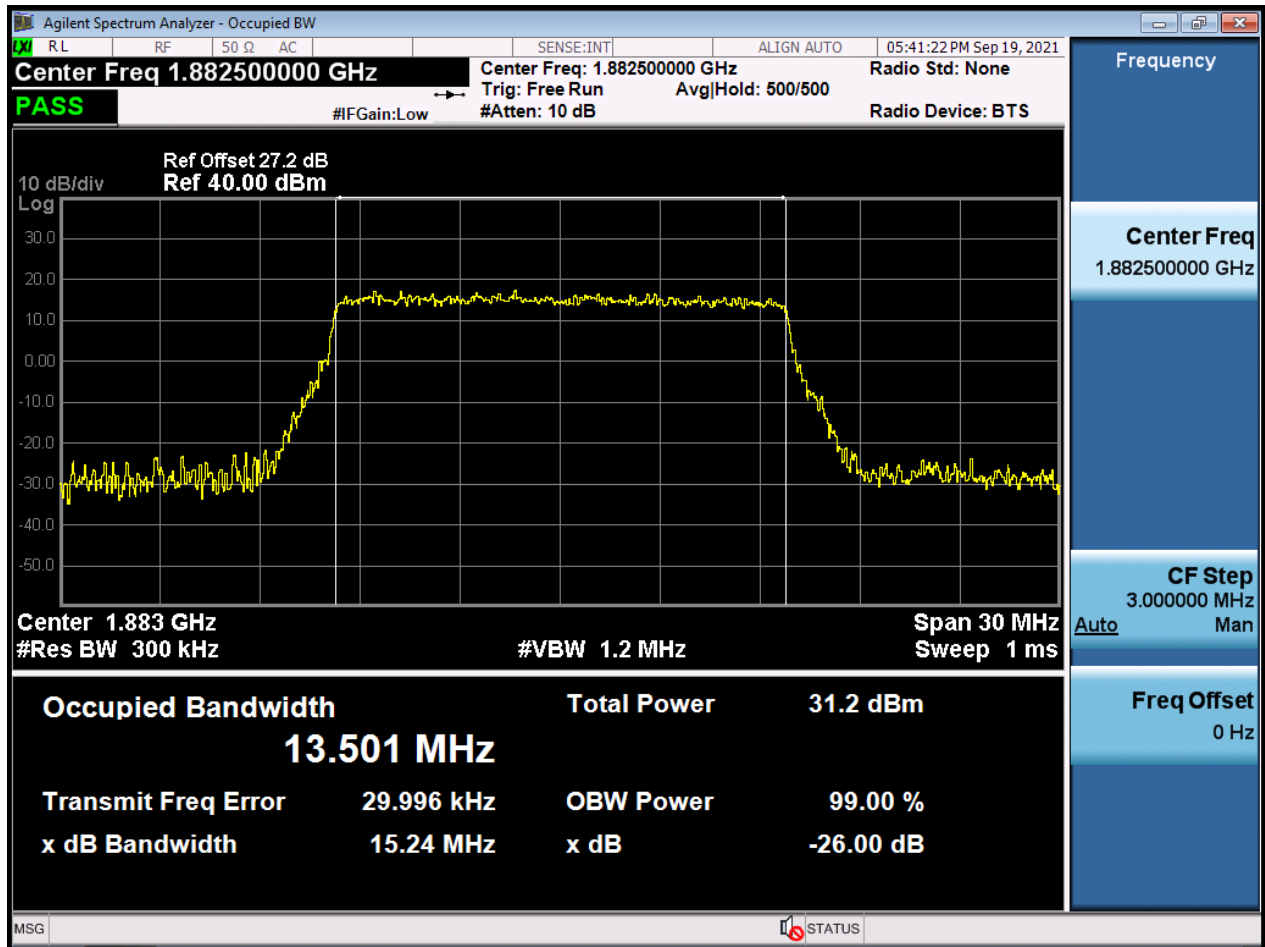 Agilent Spectrum Analyzer - Occupied BW
LXI RL RF 50 Ω AC SENSE:INT ALIGN AUTO 05:41:22 PM Sep 19, 2021
Center Freq 1.882500000 GHz Center Freq: 1.882500000 GHz Radio Std: None
Trig: Free Run Avg|Hold: 500/500
PASS #IFGain:Low #Atten: 10 dB Radio Device: BTS
Ref Offset 27.2 dB
10 dB/div Ref 40.00 dBm
Log
30.0
20.0
10.0
0.00
-10.0
-20.0
-30.0
-40.0
-50.0
Center 1.883 GHz Span 30 MHz
#Res BW 300 kHz #VBW 1.2 MHz Sweep 1 ms
Occupied Bandwidth Total Power 31.2 dBm
13.501 MHz
Transmit Freq Error 29.996 kHz OBW Power 99.00 %
x dB Bandwidth 15.24 MHz x dB -26.00 dB
Frequency
Center Freq
1.882500000 GHz
CF Step
3.000000 MHz
Auto Man
Freq Offset
0 Hz
MSG STATUS